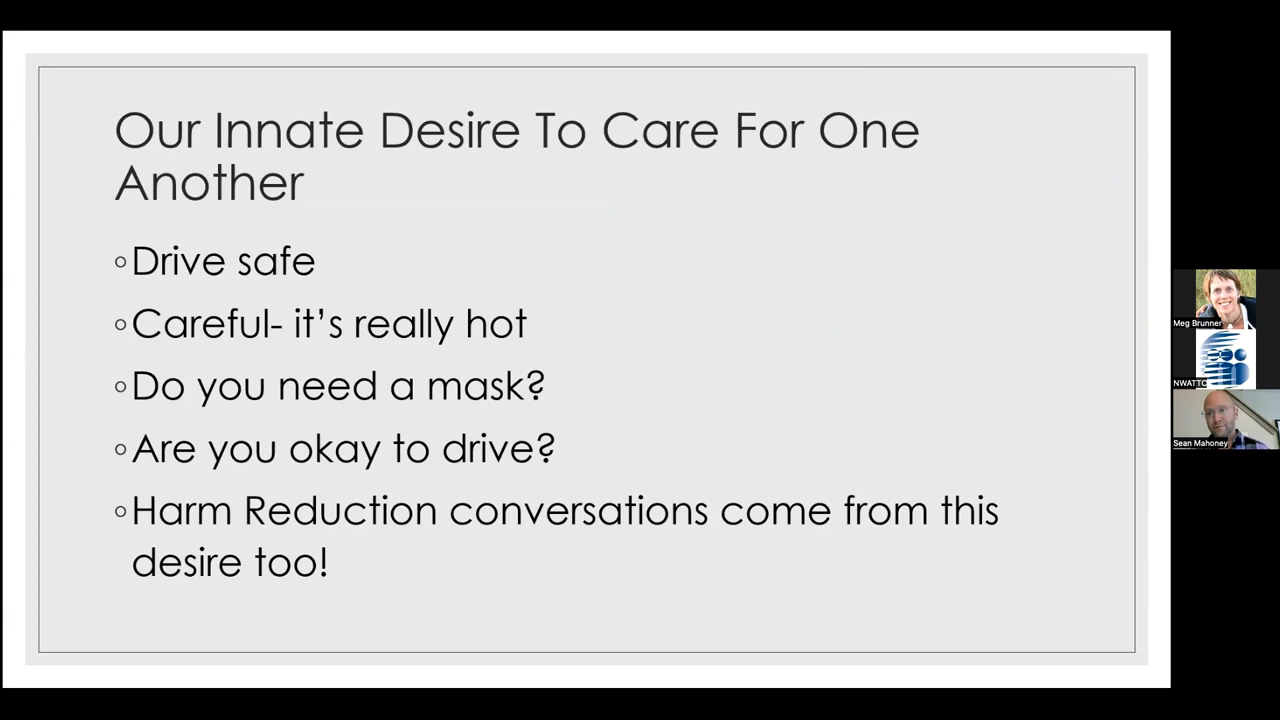 Our Innate Desire To Care For One
Another
◦Drive safe
◦Careful- it’s really hot
◦Do you need a mask?
◦Are you okay to drive?
◦Harm Reduction conversations come from this
desire too!
Meg Brunner
NWATTC
Sean Mahoney